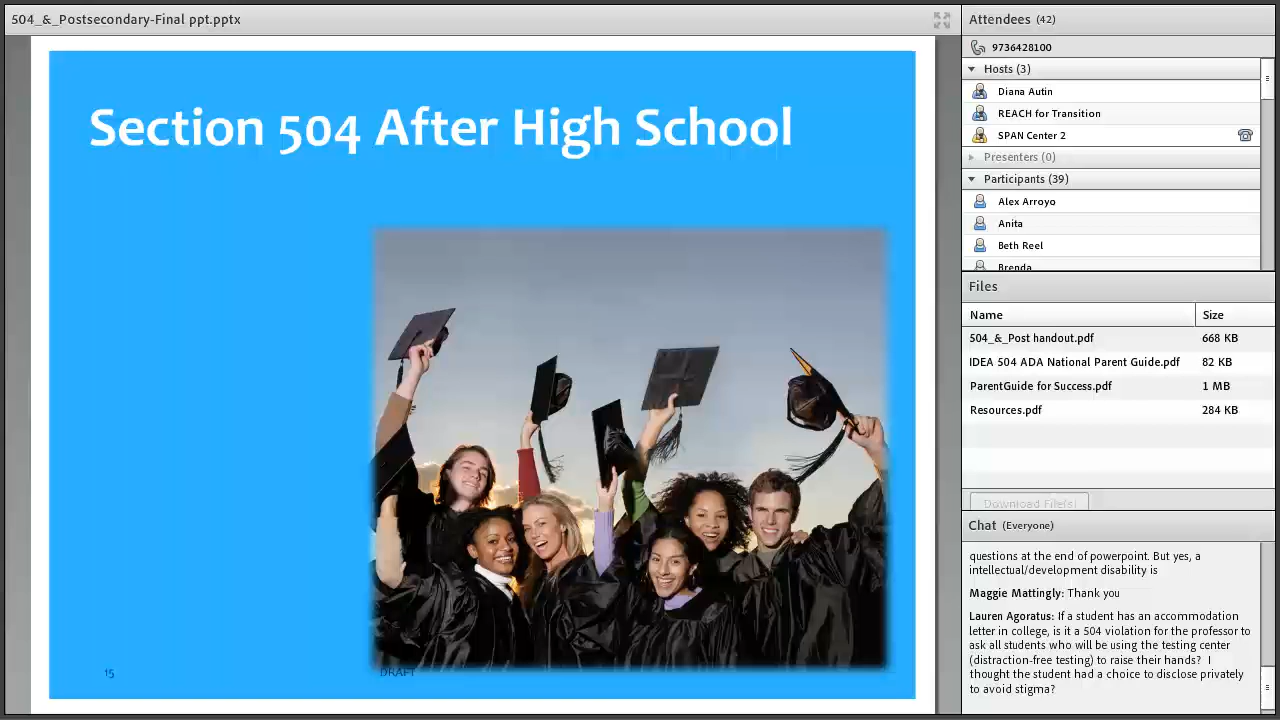 504_&_Postsecondary-Final ppt.pptx
Section 504 After High School
15
DRAFT
Attendees (42)
9736428100
Hosts (3)
Diana Autin
REACH for Transition
SPAN Center 2
Presenters (0)
Participants (39)
Alex Arroyo
Anita
Beth Reel
Brenda
Files
Name Size
504_&_Post handout.pdf 668 KB
IDEA 504 ADA National Parent Guide.pdf 82 KB
ParentGuide for Success.pdf 1 MB
Resources.pdf 284 KB
Download File(s)
Chat (Everyone)
questions at the end of powerpoint. But yes, a
intellectual/development disability is
Maggie Mattingly: Thank you
Lauren Agoratus: If a student has an accommodation
letter in college, is it a 504 violation for the professor to
ask all students who will be using the testing center
(distraction-free testing) to raise their hands? I
thought the student had a choice to disclose privately
to avoid stigma?